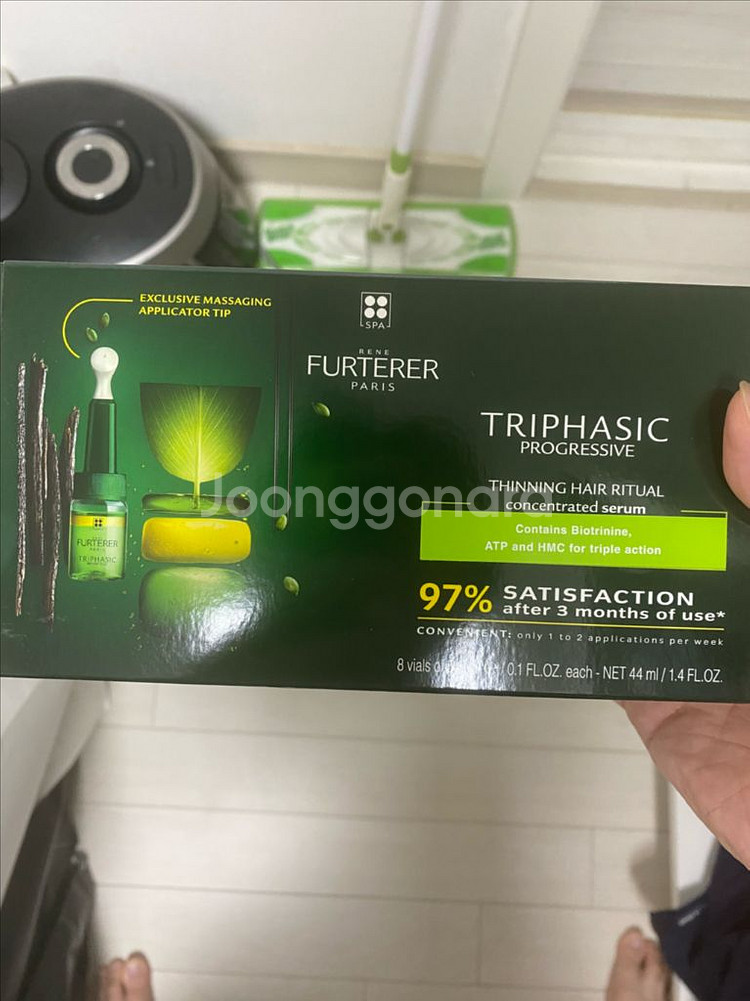 EXCLUSIVE MASSAGING
APPLICATOR TIP
SPA
RENE
FURTERER
PARIS
TRIPHASIC
PROGRESSIVE
THINNING HAIR RITUAL
concentrated serum
Contains Biotrinine,
ATP and HMC for triple action
97% SATISFACTION
after 3 months of use*
CONVENIENT: only 1 to 2 applications per week
8 vials / 0.1 FL.OZ. each - NET 44 ml / 1.4 FL.OZ.
FURTERER
PARIS
TRIPHASIC
Joonggonara